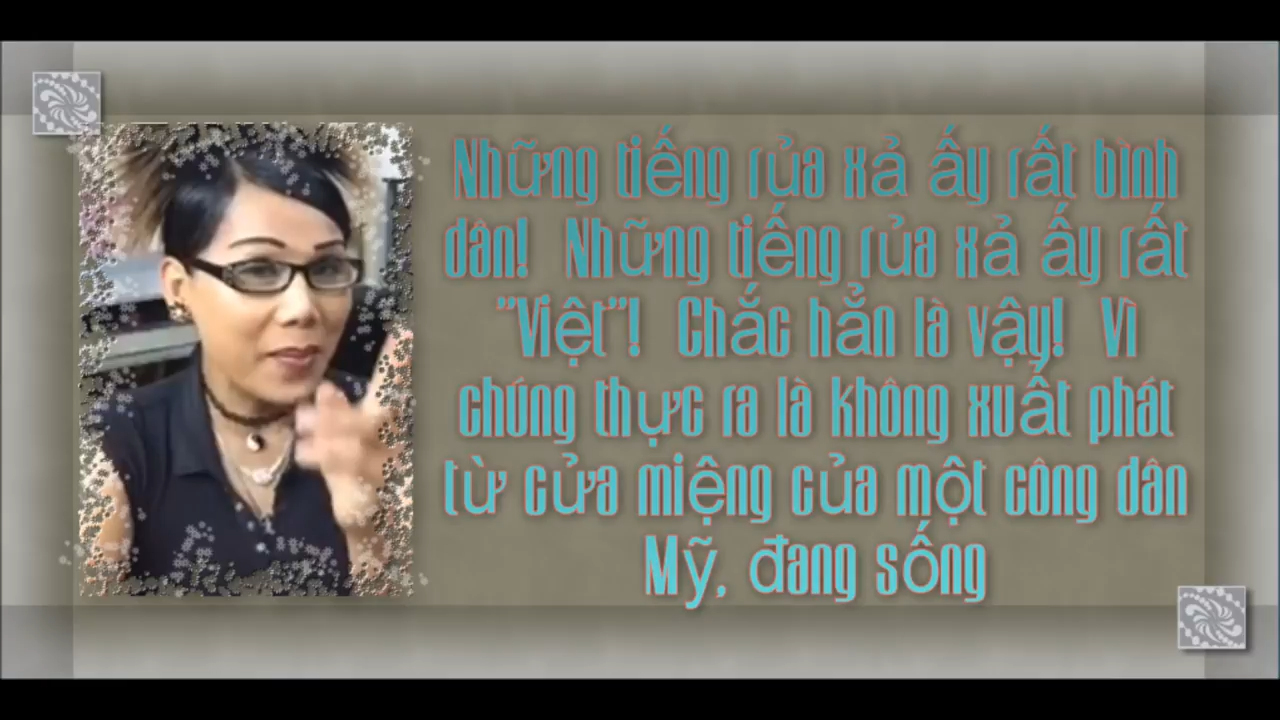 Những tiếng rủa xả ấy rất bình
dân!  Những tiếng rủa xả ấy rất
"Việt"!  Chắc hẳn là vậy!  Vì
chúng thực ra là không xuất phát
từ cửa miệng của một công dân
Mỹ, đang sống